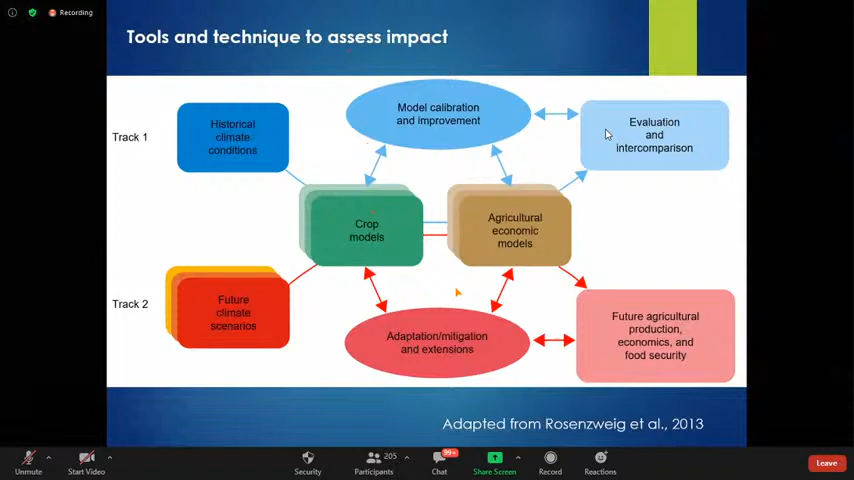 Recording
Tools and technique to assess impact
Track 1
Historical
climate
conditions
Model calibration
and improvement
Evaluation
and
intercomparison
Crop
models
Agricultural
economic
models
Track 2
Future
climate
scenarios
Adaptation/mitigation
and extensions
Future agricultural
production,
economics, and
food security
Adapted from Rosenzweig et al., 2013
Unmute
Start Video
Security
205
Participants
99+
Chat
Share Screen
Record
Reactions
Leave